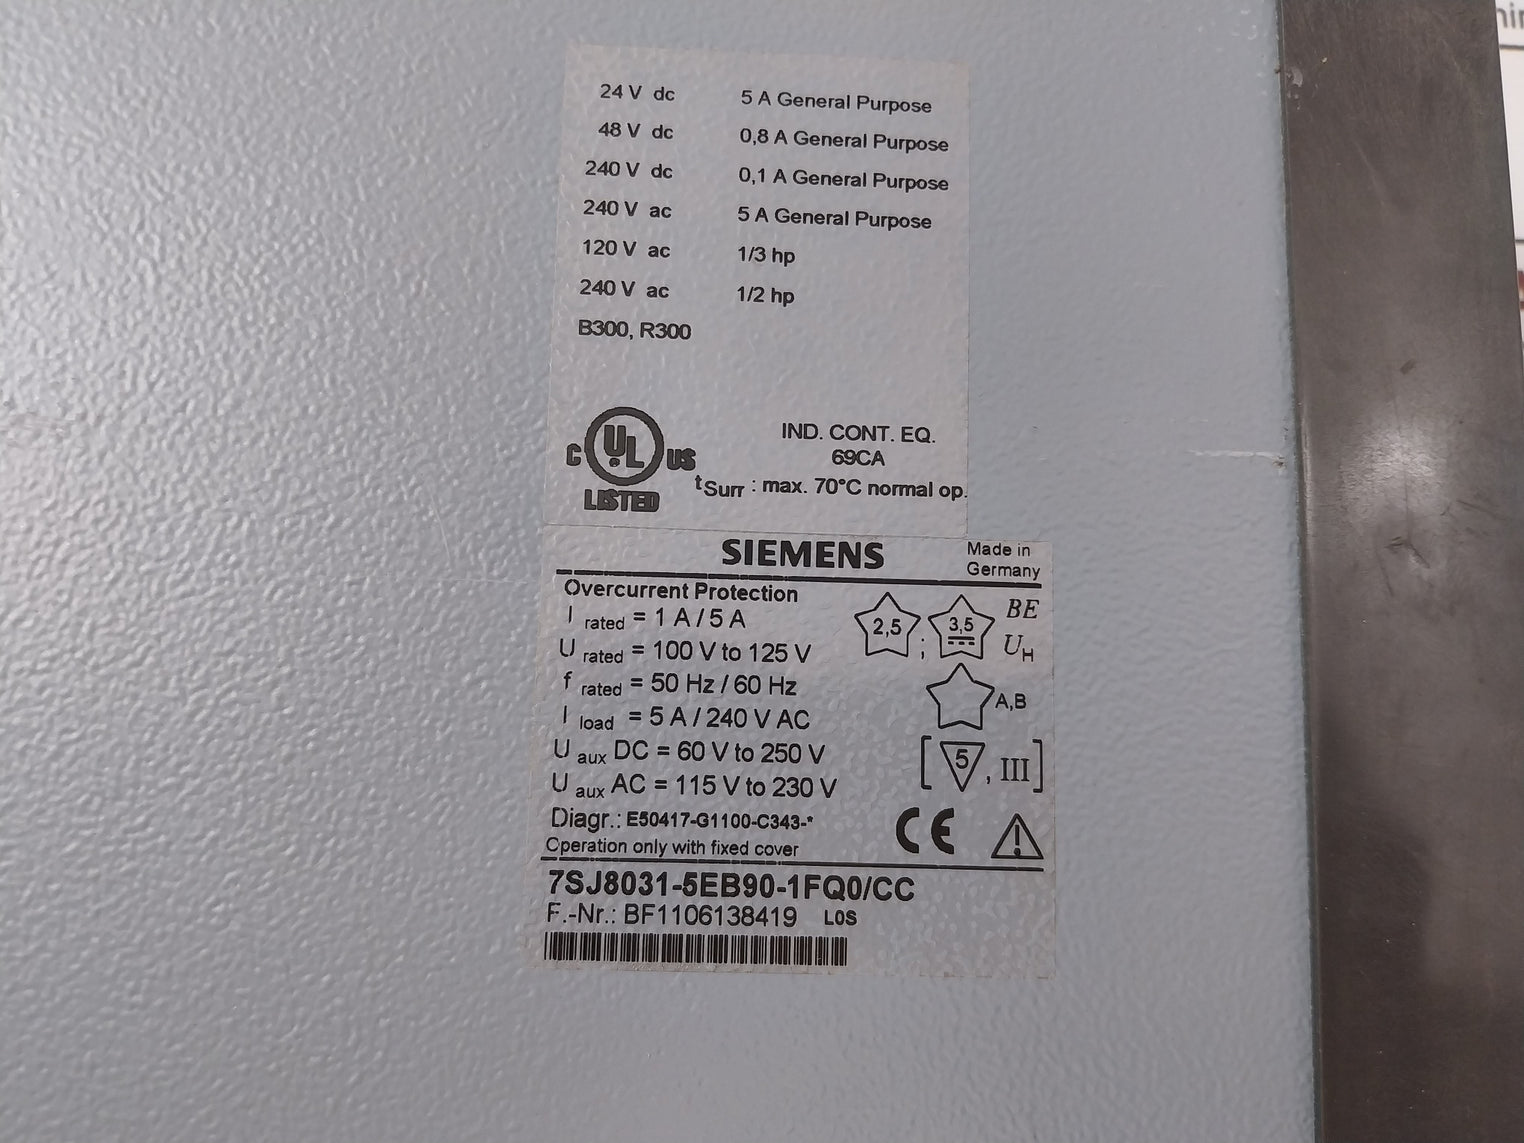 24 V dc 5 A General Purpose
48 V dc 0,8 A General Purpose
240 V dc 0,1 A General Purpose
240 V ac 5 A General Purpose
120 V ac 1/3 hp
240 V ac 1/2 hp
B300, R300
C UL US
LISTED
IND. CONT. EQ.
69CA
tSurr : max. 70°C normal op.
SIEMENS
Made in
Germany
Overcurrent Protection
I rated = 1 A / 5 A
U rated = 100 V to 125 V
f rated = 50 Hz / 60 Hz
I load = 5 A / 240 V AC
U aux DC = 60 V to 250 V
U aux AC = 115 V to 230 V
2,5 ; 3,5 BE
UH
A,B
[ 5 , III ]
Diagr.: E50417-G1100-C343-*
CE
Operation only with fixed cover
7SJ8031-5EB90-1FQ0/CC
F.-Nr.: BF1106138419 L0S